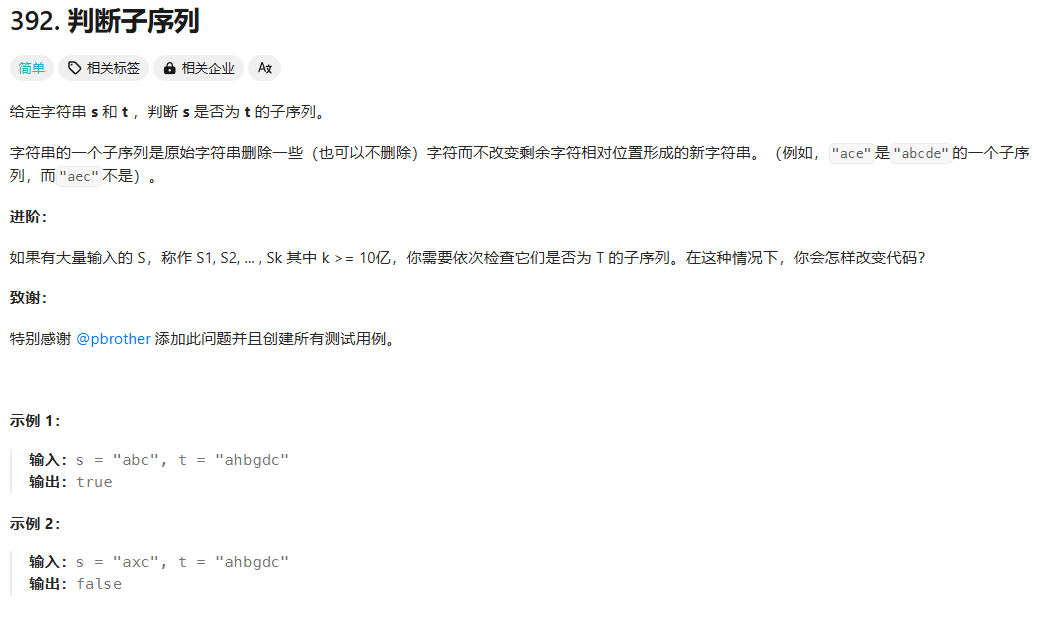 392. 判断子序列
简单 相关标签 相关企业 Aあ
给定字符串 s 和 t ，判断 s 是否为 t 的子序列。
字符串的一个子序列是原始字符串删除一些（也可以不删除）字符而不改变剩余字符相对位置形成的新字符串。（例如，"ace"是"abcde"的一个子序
列，而"aec"不是）。
进阶：
如果有大量输入的 S，称作 S1, S2, ... , Sk 其中 k >= 10亿，你需要依次检查它们是否为 T 的子序列。在这种情况下，你会怎样改变代码？
致谢：
特别感谢 @pbrother 添加此问题并且创建所有测试用例。
示例 1：
输入：s = "abc", t = "ahbgdc"
输出：true
示例 2：
输入：s = "axc", t = "ahbgdc"
输出：false